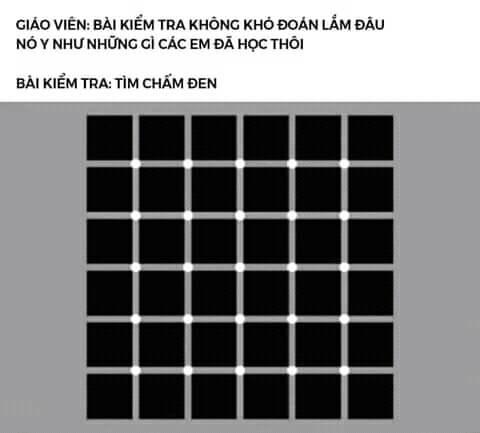 GIÁO VIÊN: BÀI KIỂM TRA KHÔNG KHÓ ĐOÁN LẮM ĐÂU
NÓ Y NHƯ NHỮNG GÌ CÁC EM ĐÃ HỌC THÔI
BÀI KIỂM TRA: TÌM CHẤM ĐEN